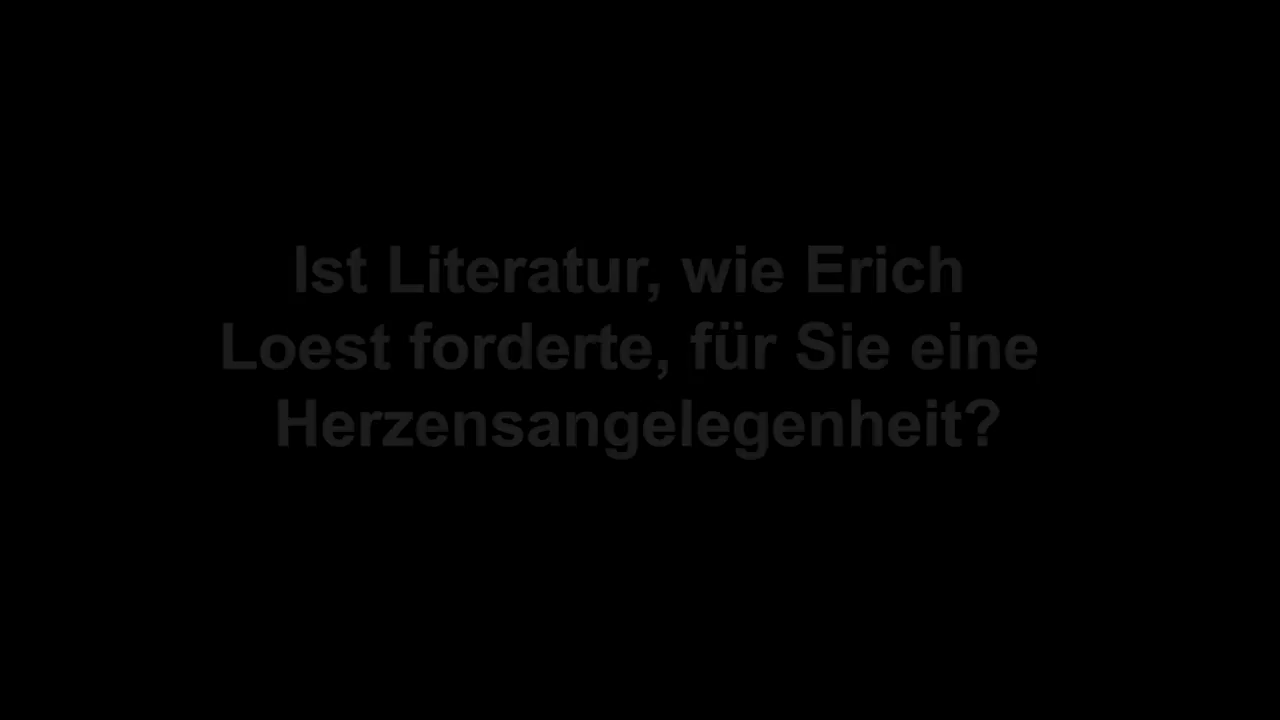 Ist Literatur, wie Erich
Loest forderte, für Sie eine
Herzensangelegenheit?